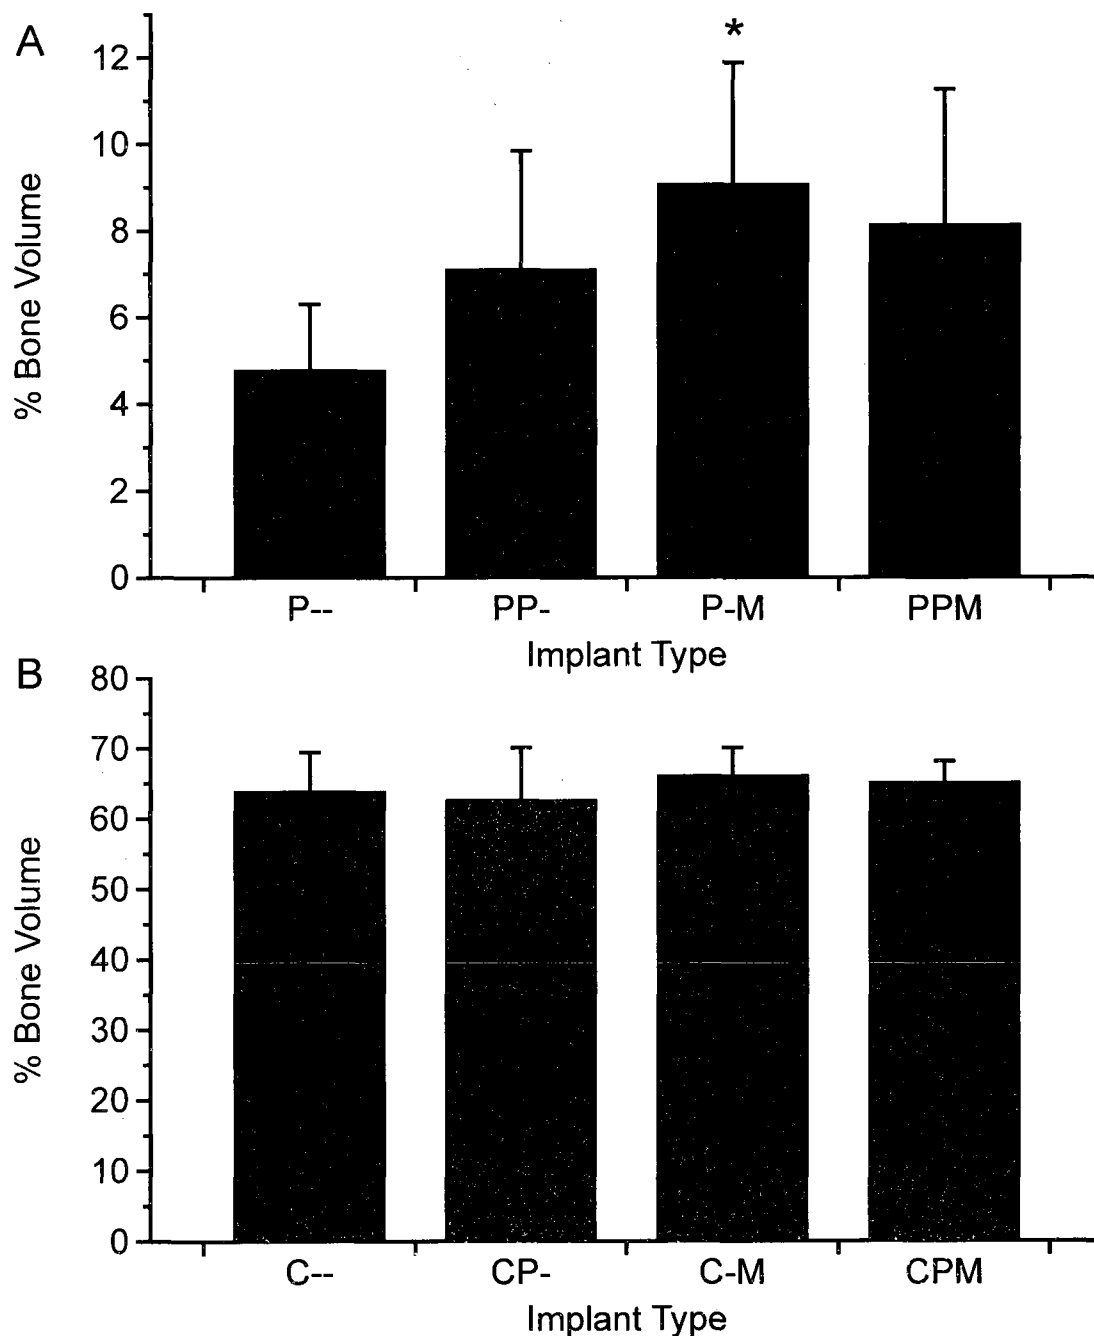 A
*
12
10
8
6
4
2
0
% Bone Volume
P-- PP- P-M PPM
Implant Type
B
80
70
60
50
40
30
20
10
0
% Bone Volume
C-- CP- C-M CPM
Implant Type